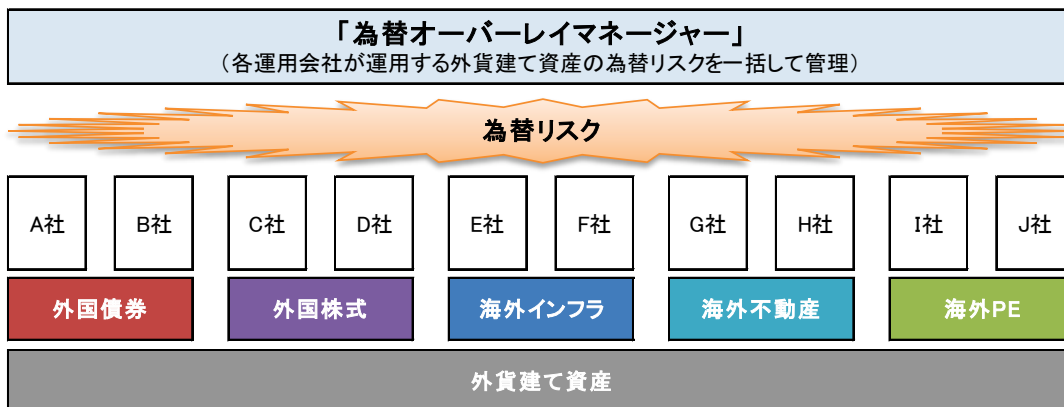 「為替オーバーレイマネージャー」
（各運用会社が運用する外貨建て資産の為替リスクを一括して管理）
為替リスク
A社 B社 C社 D社 E社 F社 G社 H社 I社 J社
外国債券 外国株式 海外インフラ 海外不動産 海外PE
外貨建て資産